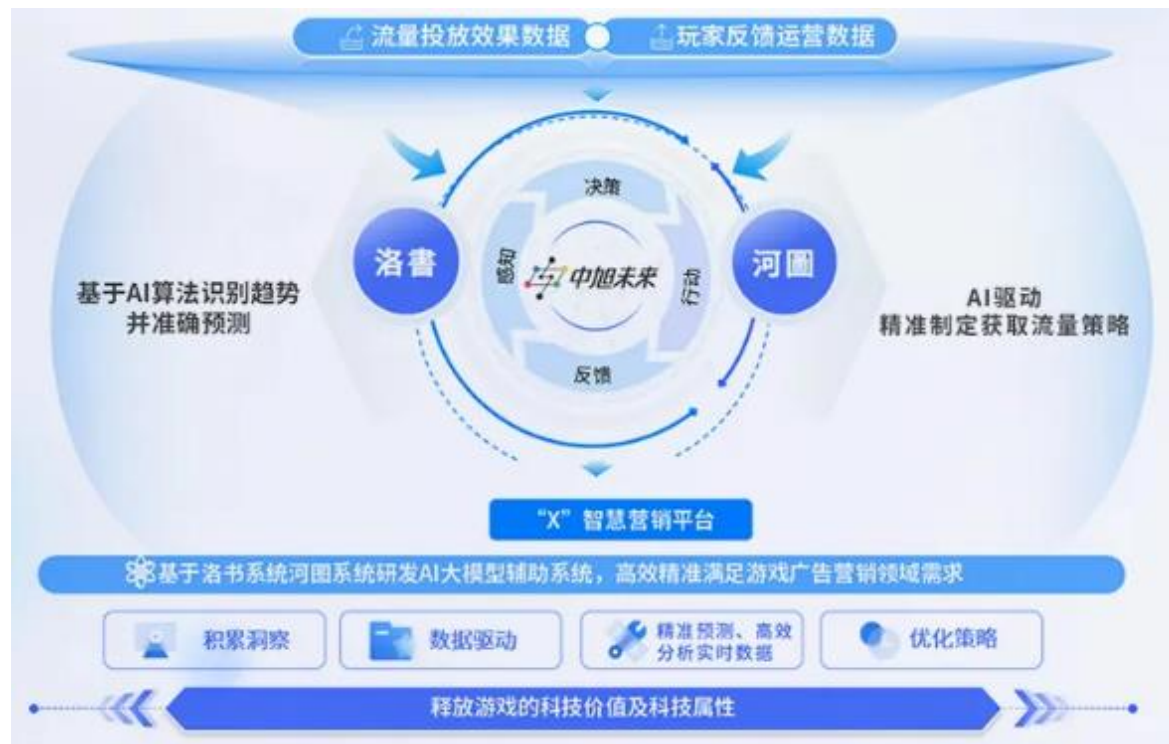 流量投放效果数据
玩家反馈运营数据
决策
洛書
感知
中旭未来
行动
河圖
反馈
基于AI算法识别趋势
并准确预测
AI驱动
精准制定获取流量策略
“X”智慧营销平台
基于洛书系统河图系统研发AI大模型辅助系统，高效精准满足游戏广告营销领域需求
积累洞察
数据驱动
精准预测、高效
分析实时数据
优化策略
释放游戏的科技价值及科技属性